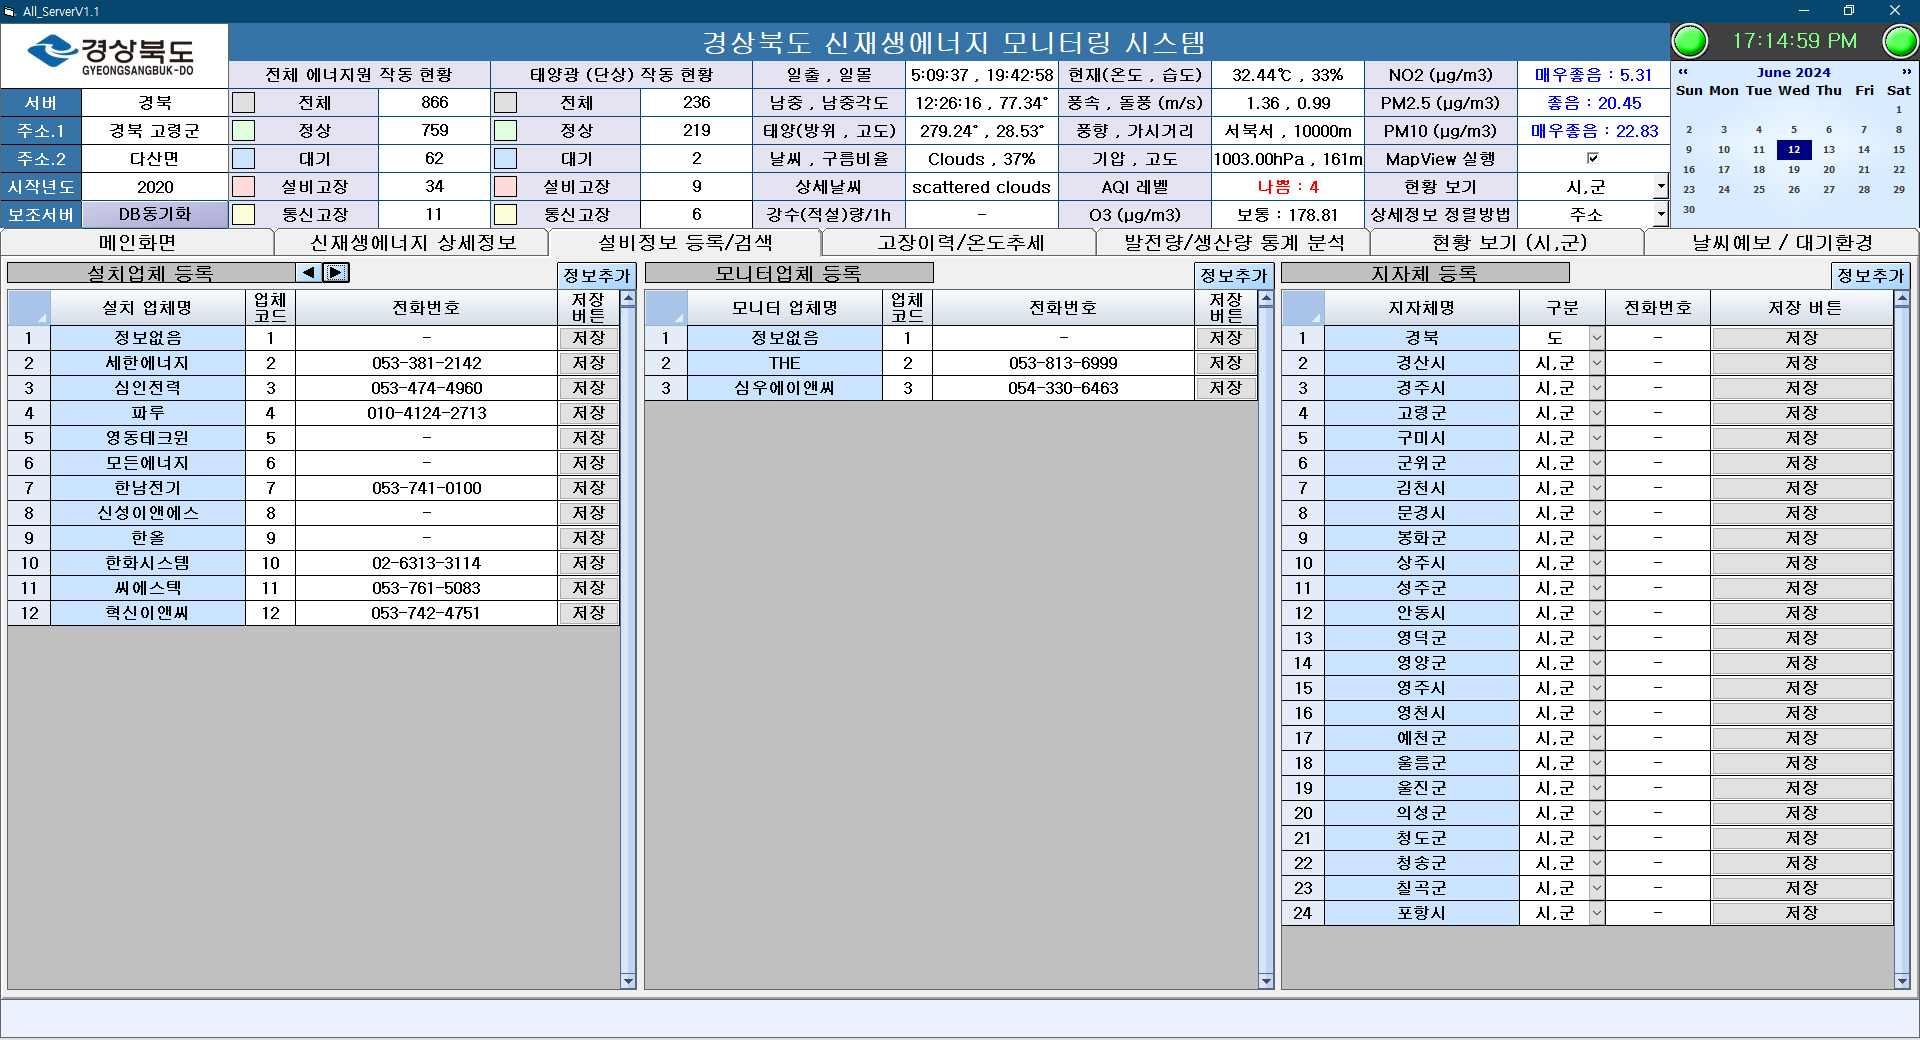 All_ServerV1.1
경상북도
GYEONGSANGBUK-DO
경상북도 신재생에너지 모니터링 시스템
17:14:59 PM
전체 에너지원 작동 현황 태양광 (단상) 작동 현황 일출 , 일몰 5:09:37 , 19:42:58 현재(온도 , 습도) 32.44℃ , 33% NO2 (µg/m3) 매우좋음 : 5.31
서버 경북 전체 866 전체 236 남중 , 남중각도 12:26:16 , 77.34° 풍속 , 돌풍 (m/s) 1.36 , 0.99 PM2.5 (µg/m3) 좋음 : 20.45
주소.1 경북 고령군 정상 759 정상 219 태양(방위 , 고도) 279.24° , 28.53° 풍향 , 가시거리 서북서 , 10000m PM10 (µg/m3) 매우좋음 : 22.83
주소.2 다산면 대기 62 대기 2 날씨 , 구름비율 Clouds , 37% 기압 , 고도 1003.00hPa , 161m MapView 실행
시작년도 2020 설비고장 34 설비고장 9 상세날씨 scattered clouds AQI 레벨 나쁨 : 4 현황 보기 시,군
보조서버 DB동기화 통신고장 11 통신고장 6 강수(적설)량/1h - O3 (µg/m3) 보통 : 178.81 상세정보 정렬방법 주소
‹‹ June 2024 ››
Sun Mon Tue Wed Thu Fri Sat
1
2 3 4 5 6 7 8
9 10 11 12 13 14 15
16 17 18 19 20 21 22
23 24 25 26 27 28 29
30
메인화면 신재생에너지 상세정보 설비정보 등록/검색 고장이력/온도추세 발전량/생산량 통계 분석 현황 보기 (시,군) 날씨예보 / 대기환경
설치업체 등록 ◀ ▶ 정보추가
설치 업체명 업체 코드 전화번호 저장 버튼
1 정보없음 1 - 저장
2 세한에너지 2 053-381-2142 저장
3 심인전력 3 053-474-4960 저장
4 파루 4 010-4124-2713 저장
5 영동테크윈 5 - 저장
6 모든에너지 6 - 저장
7 한남전기 7 053-741-0100 저장
8 신성이앤에스 8 - 저장
9 한올 9 - 저장
10 한화시스템 10 02-6313-3114 저장
11 씨에스텍 11 053-761-5083 저장
12 혁신이앤씨 12 053-742-4751 저장
모니터업체 등록 정보추가
모니터 업체명 업체 코드 전화번호 저장 버튼
1 정보없음 1 - 저장
2 THE 2 053-813-6999 저장
3 심우에이앤씨 3 054-330-6463 저장
지자체 등록 정보추가
지자체명 구분 전화번호 저장 버튼
1 경북 도 - 저장
2 경산시 시,군 - 저장
3 경주시 시,군 - 저장
4 고령군 시,군 - 저장
5 구미시 시,군 - 저장
6 군위군 시,군 - 저장
7 김천시 시,군 - 저장
8 문경시 시,군 - 저장
9 봉화군 시,군 - 저장
10 상주시 시,군 - 저장
11 성주군 시,군 - 저장
12 안동시 시,군 - 저장
13 영덕군 시,군 - 저장
14 영양군 시,군 - 저장
15 영주시 시,군 - 저장
16 영천시 시,군 - 저장
17 예천군 시,군 - 저장
18 울릉군 시,군 - 저장
19 울진군 시,군 - 저장
20 의성군 시,군 - 저장
21 청도군 시,군 - 저장
22 청송군 시,군 - 저장
23 칠곡군 시,군 - 저장
24 포항시 시,군 - 저장